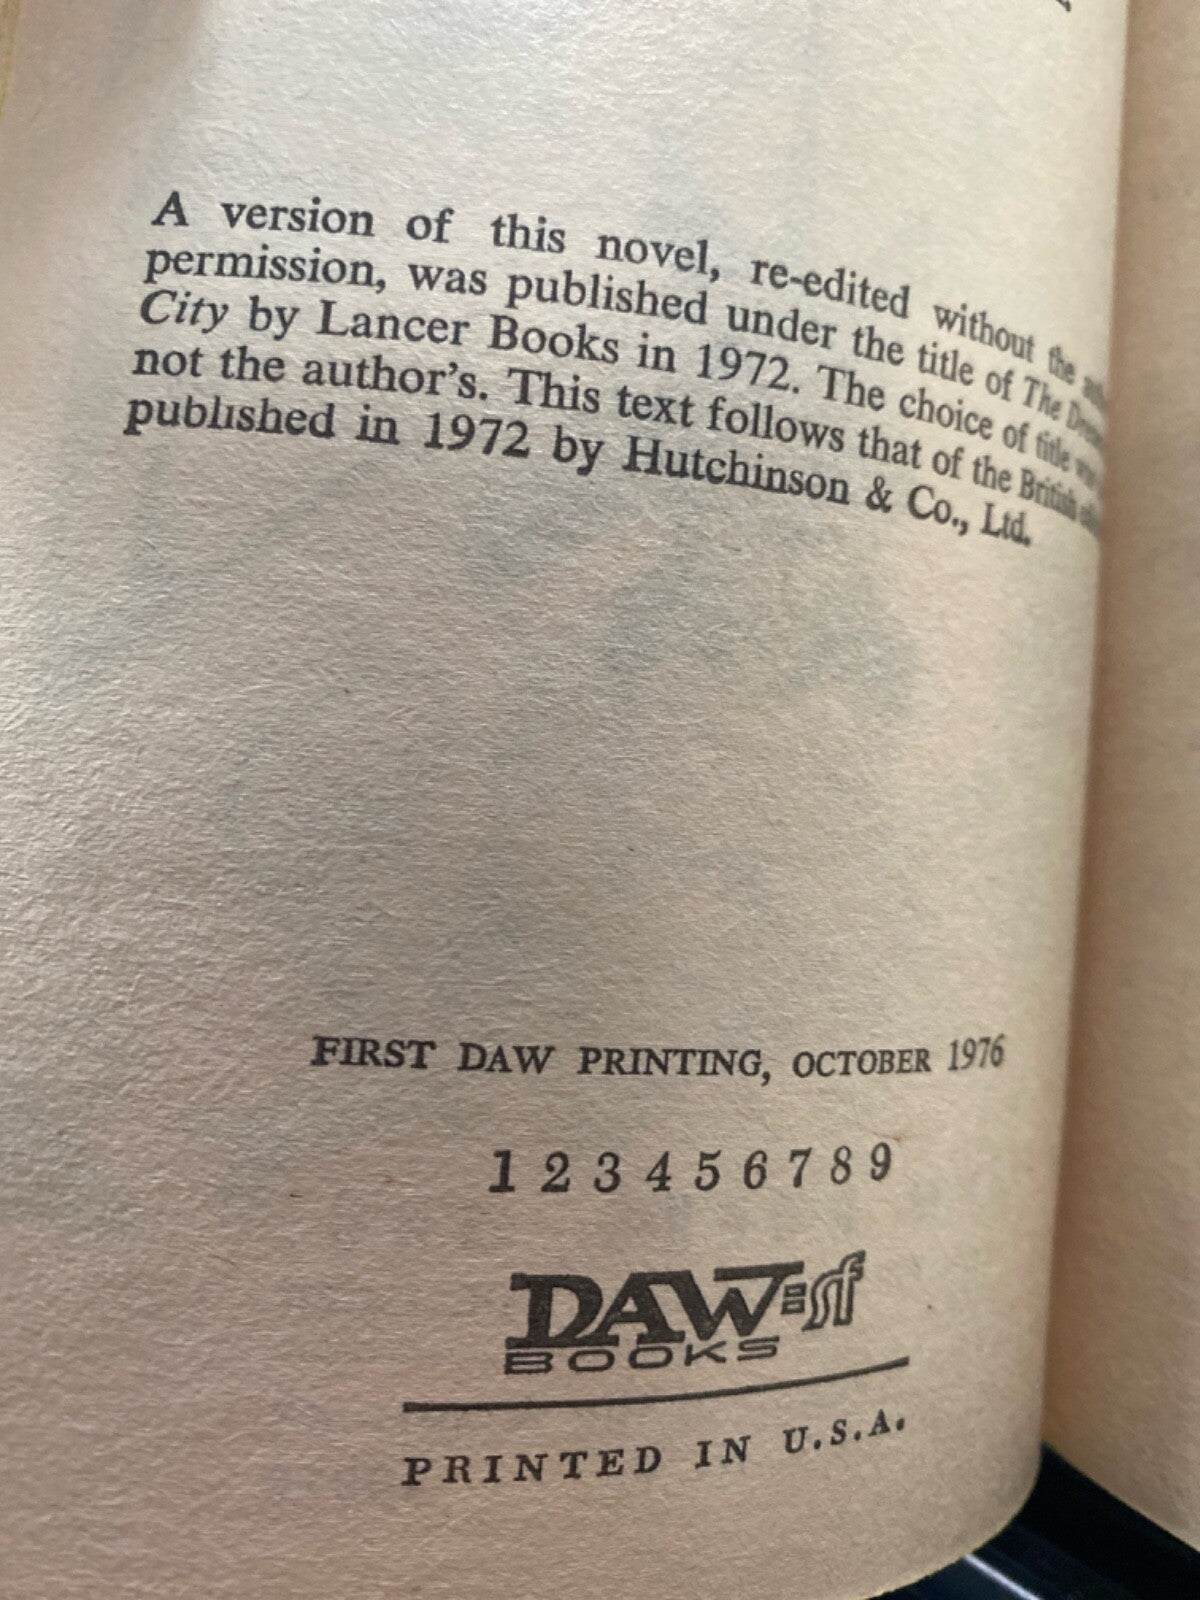 A version of this novel, re-edited without the
permission, was published under the title of The
City by Lancer Books in 1972. The choice of title
not the author's. This text follows that of the British
published in 1972 by Hutchinson & Co., Ltd.
FIRST DAW PRINTING, OCTOBER 1976
1 2 3 4 5 6 7 8 9
DAW sf
BOOKS
PRINTED IN U.S.A.